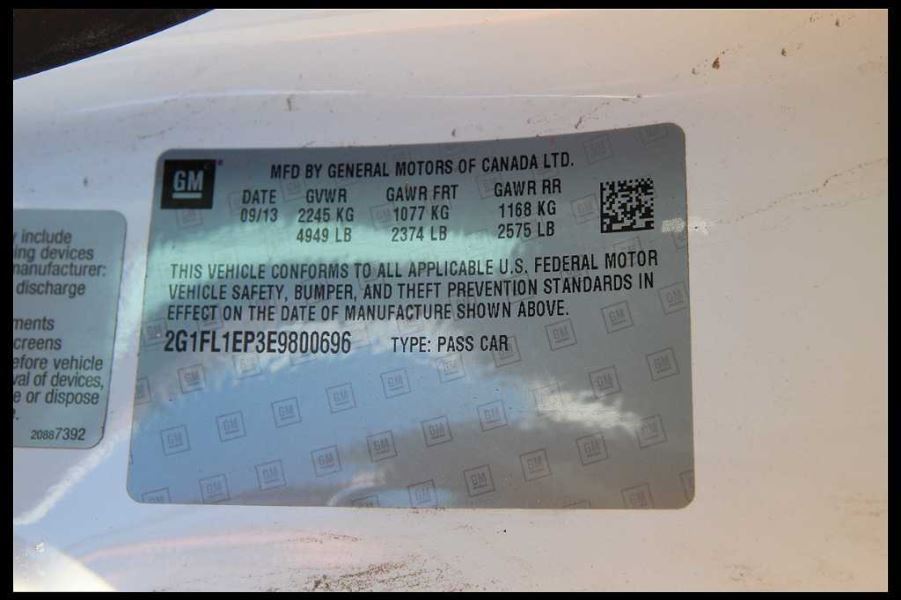 y include
ing devices
manufacturer:
discharge
ments
creens
efore vehicle
val of devices,
e or dispose
20887392
GM
MFD BY GENERAL MOTORS OF CANADA LTD.
DATE GVWR GAWR FRT GAWR RR
09/13 2245 KG 1077 KG 1168 KG
4949 LB 2374 LB 2575 LB
THIS VEHICLE CONFORMS TO ALL APPLICABLE U.S. FEDERAL MOTOR
VEHICLE SAFETY, BUMPER, AND THEFT PREVENTION STANDARDS IN
EFFECT ON THE DATE OF MANUFACTURE SHOWN ABOVE.
2G1FL1EP3E9800696 TYPE: PASS CAR